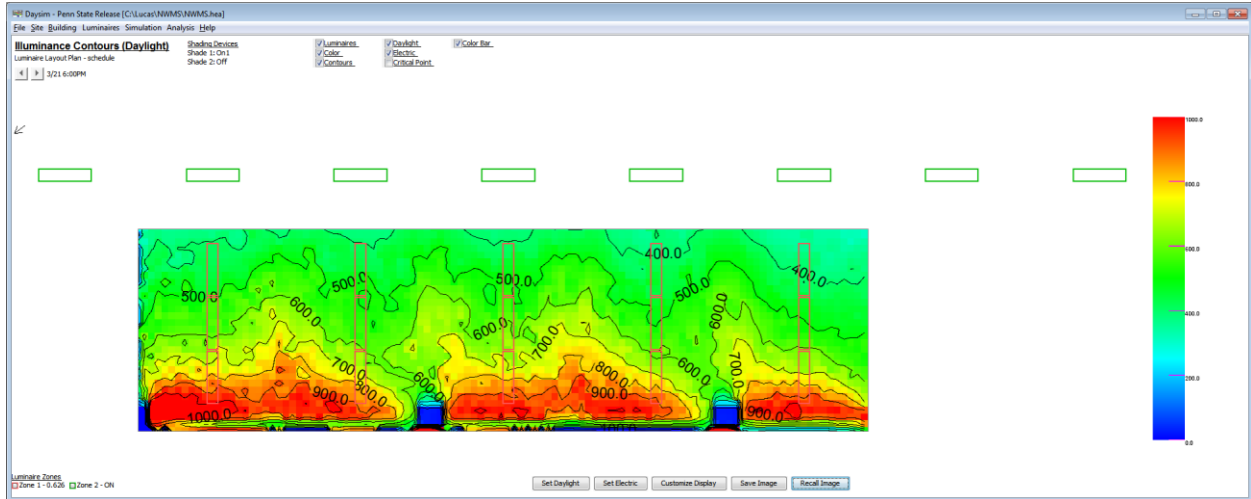 Daysim - Penn State Release [C:\Lucas\NWMS\NWMS.hea]
File Site Building Luminaires Simulation Analysis Help
Illuminance Contours (Daylight)
Luminaire Layout Plan - schedule
3/21 6:00PM
Shading Devices
Shade 1: On1
Shade 2: Off
Luminaires Daylight Color Bar
Color Electric
Contours Critical Point
1000.0
800.0
600.0
400.0
200.0
0.0
400.0
400.0
500.0
500.0
500.0
500.0
600.0
600.0
600.0
700.0
700.0
700.0
600.0
600.0
800.0
800.0
900.0
900.0
900.0
1000.0
Luminaire Zones
Zone 1 - 0.626 Zone 2 - ON
Set Daylight Set Electric Customize Display Save Image Recall Image